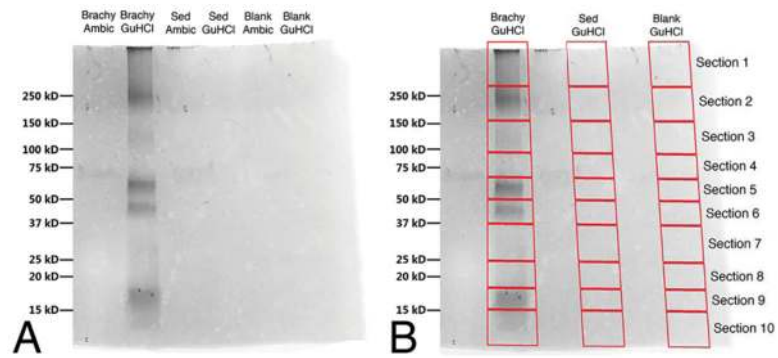 Brachy Ambic
Brachy GuHCl
Sed Ambic
Sed GuHCl
Blank Ambic
Blank GuHCl
250 kD
150 kD
100 kD
75 kD
50 kD
37 kD
25 kD
20 kD
15 kD
A
Brachy GuHCl
Sed GuHCl
Blank GuHCl
250 kD
150 kD
100 kD
75 kD
50 kD
37 kD
25 kD
20 kD
15 kD
Section 1
Section 2
Section 3
Section 4
Section 5
Section 6
Section 7
Section 8
Section 9
Section 10
B